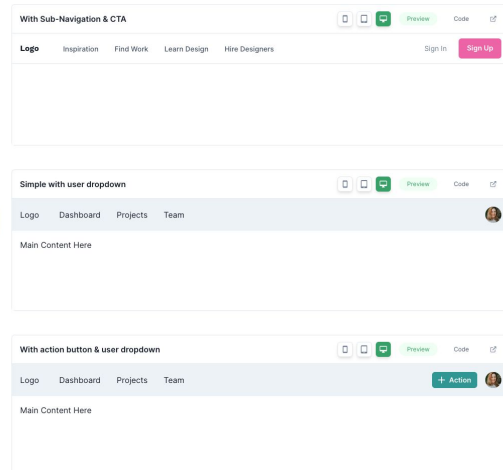 With Sub-Navigation & CTA Preview Code
Logo Inspiration Find Work Learn Design Hire Designers Sign In Sign Up
Simple with user dropdown Preview Code
Logo Dashboard Projects Team
Main Content Here
With action button & user dropdown Preview Code
Logo Dashboard Projects Team + Action
Main Content Here